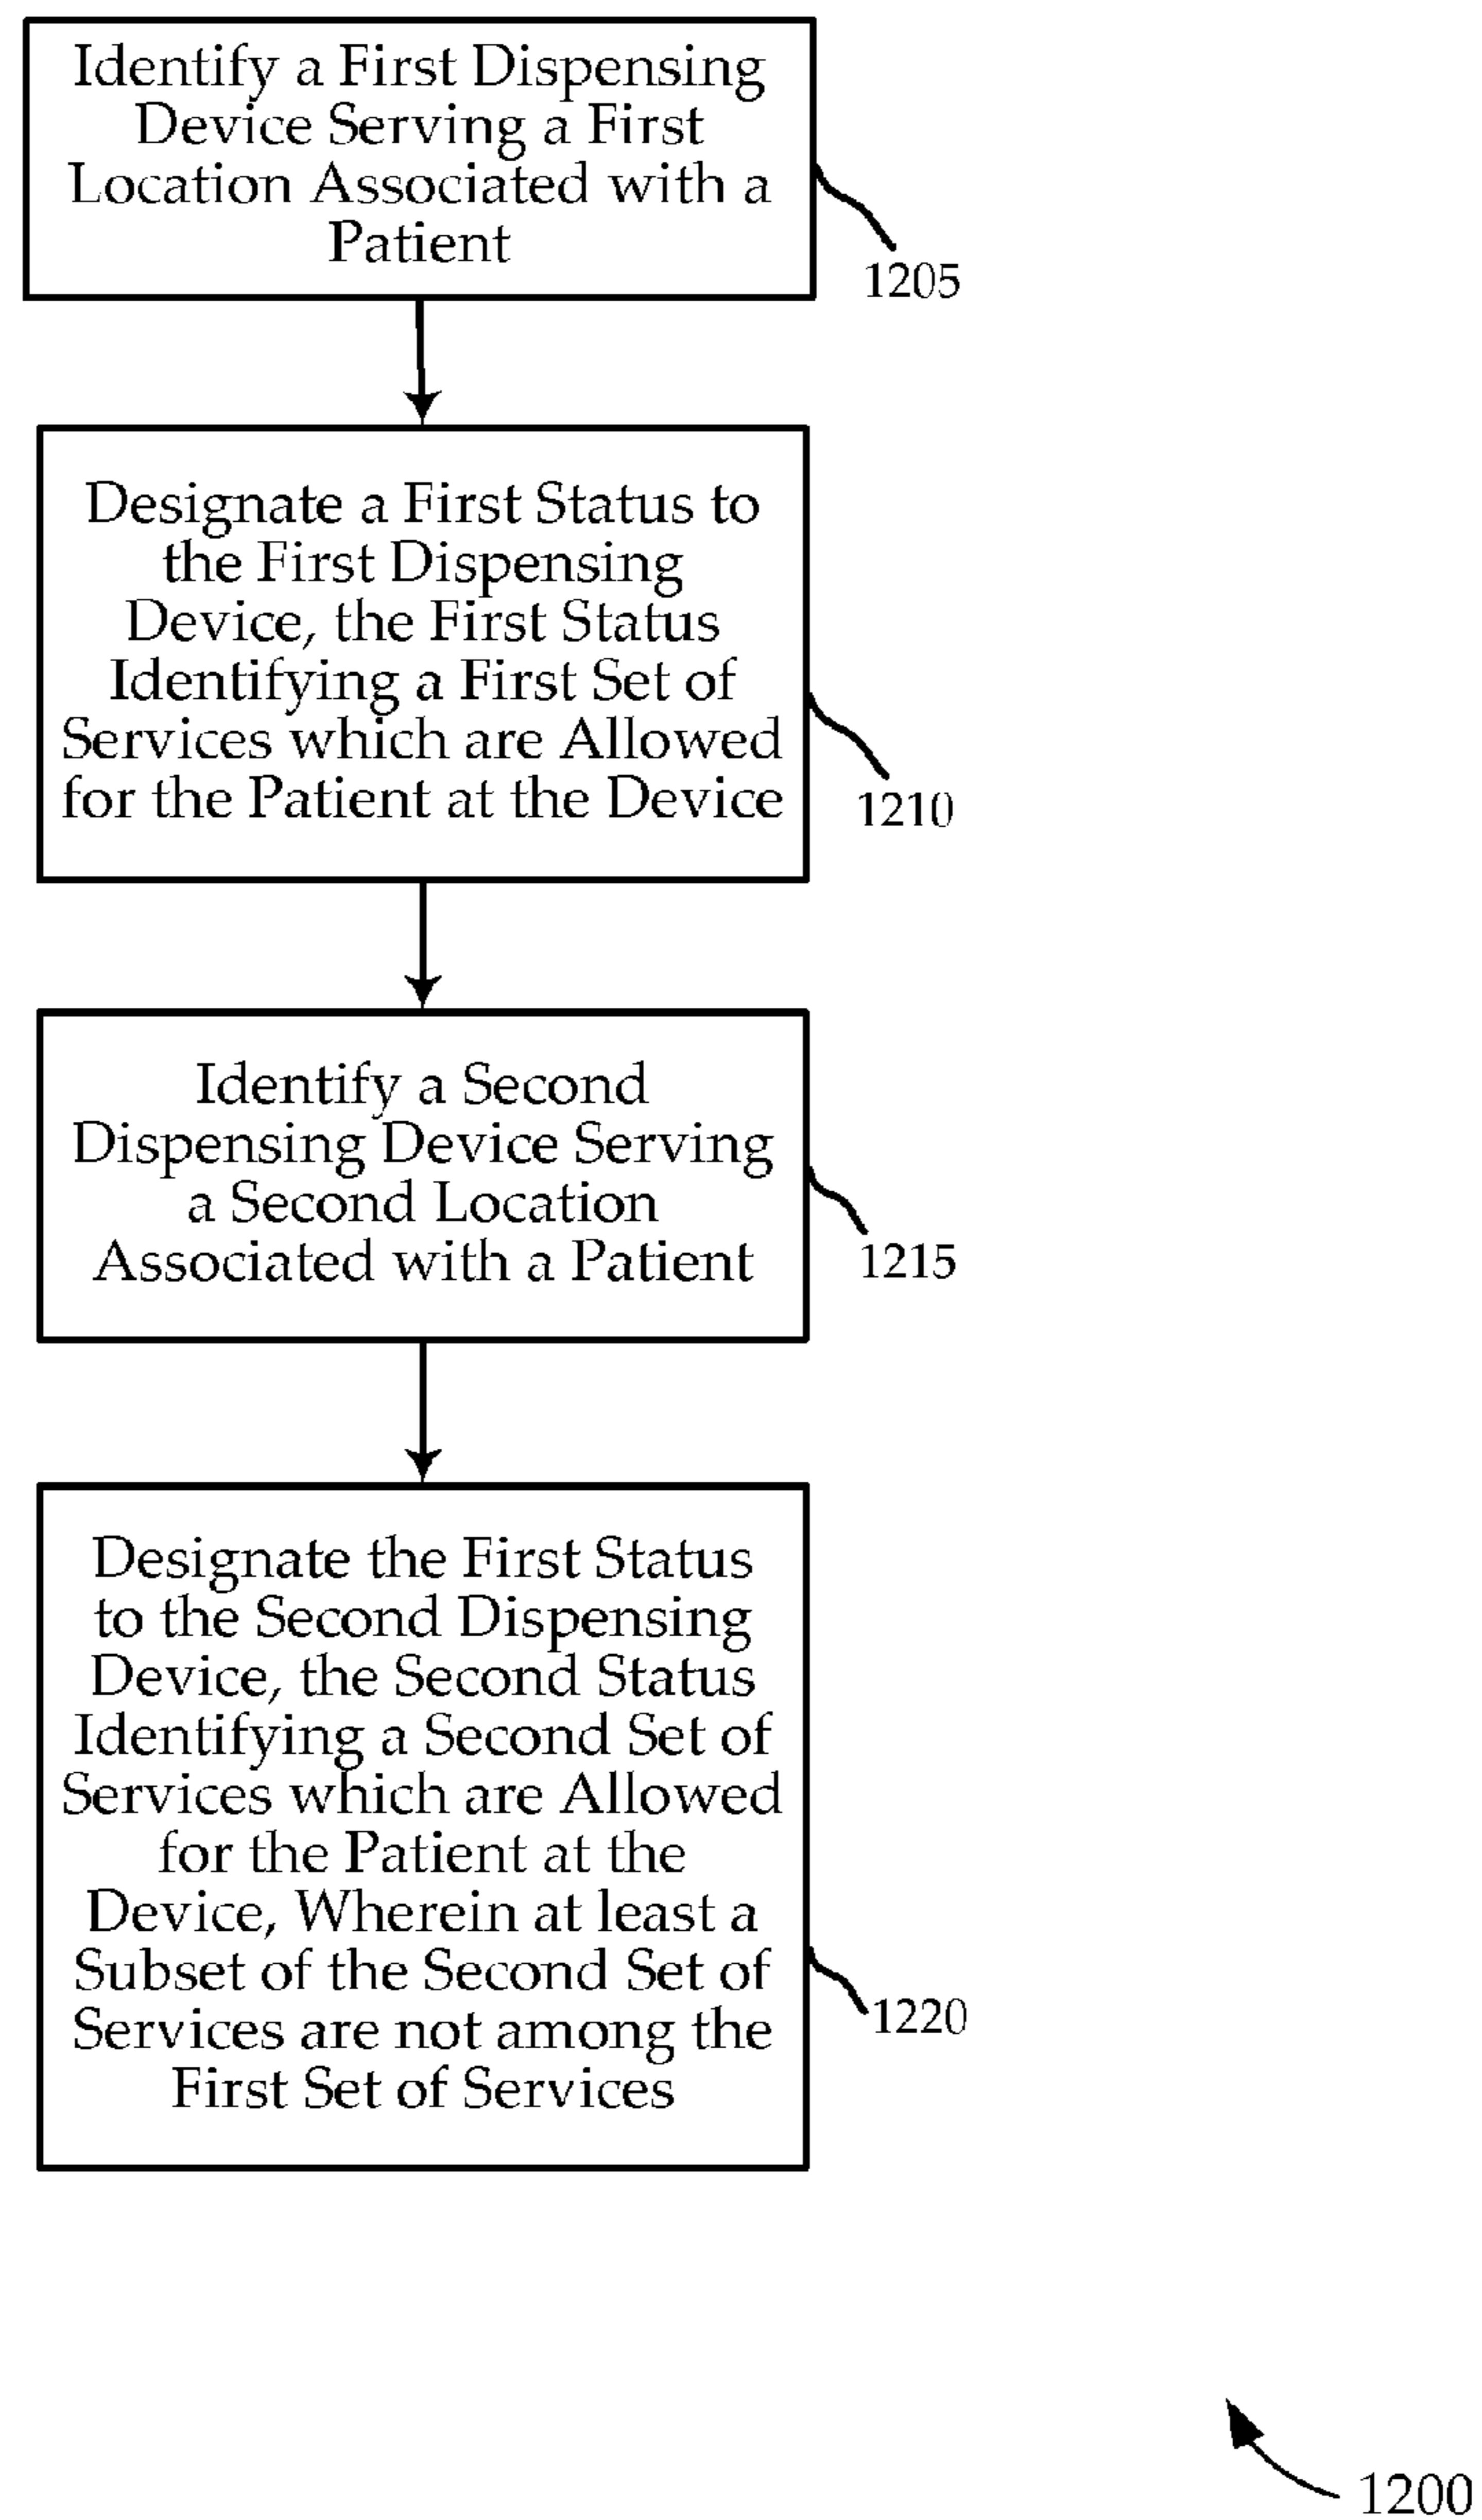 Identify a First Dispensing
Device Serving a First
Location Associated with a
Patient
1205
Designate a First Status to
the First Dispensing
Device, the First Status
Identifying a First Set of
Services which are Allowed
for the Patient at the Device
1210
Identify a Second
Dispensing Device Serving
a Second Location
Associated with a Patient
1215
Designate the First Status
to the Second Dispensing
Device, the Second Status
Identifying a Second Set of
Services which are Allowed
for the Patient at the
Device, Wherein at least a
Subset of the Second Set of
Services are not among the
First Set of Services
1220
1200